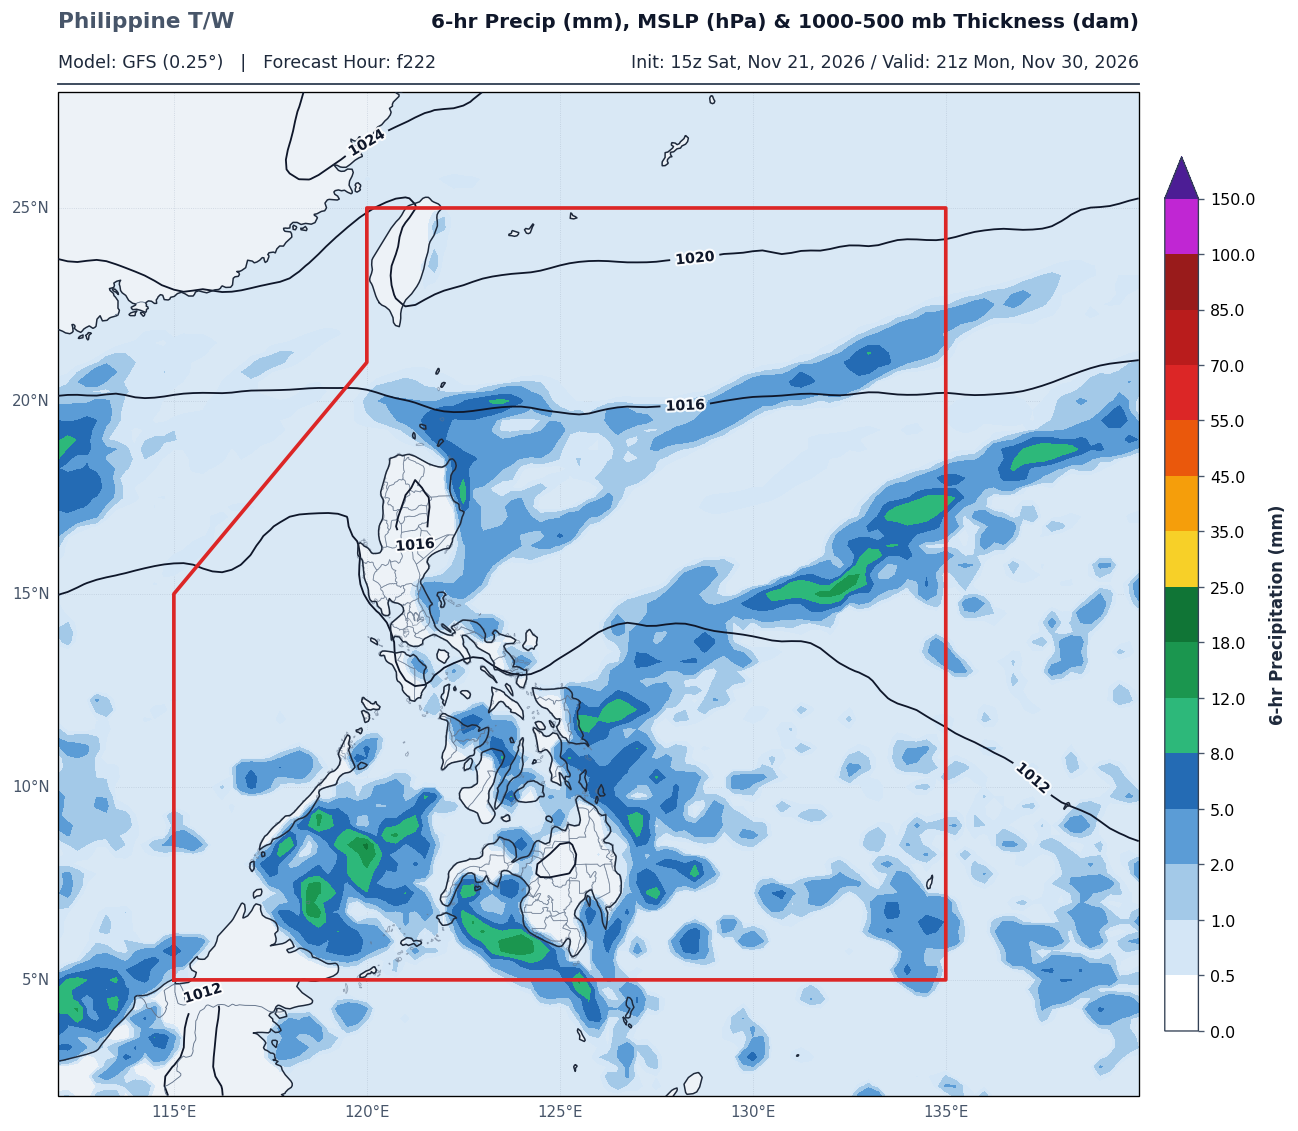 Philippine T/W
6-hr Precip (mm), MSLP (hPa) & 1000-500 mb Thickness (dam)
Model: GFS (0.25°) | Forecast Hour: f222
Init: 15z Sat, Nov 21, 2026 / Valid: 21z Mon, Nov 30, 2026
1024
1020
1016
1016
1012
1012
25°N
20°N
15°N
10°N
5°N
115°E
120°E
125°E
130°E
135°E
150.0
100.0
85.0
70.0
55.0
45.0
35.0
25.0
18.0
12.0
8.0
5.0
2.0
1.0
0.5
0.0
6-hr Precipitation (mm)